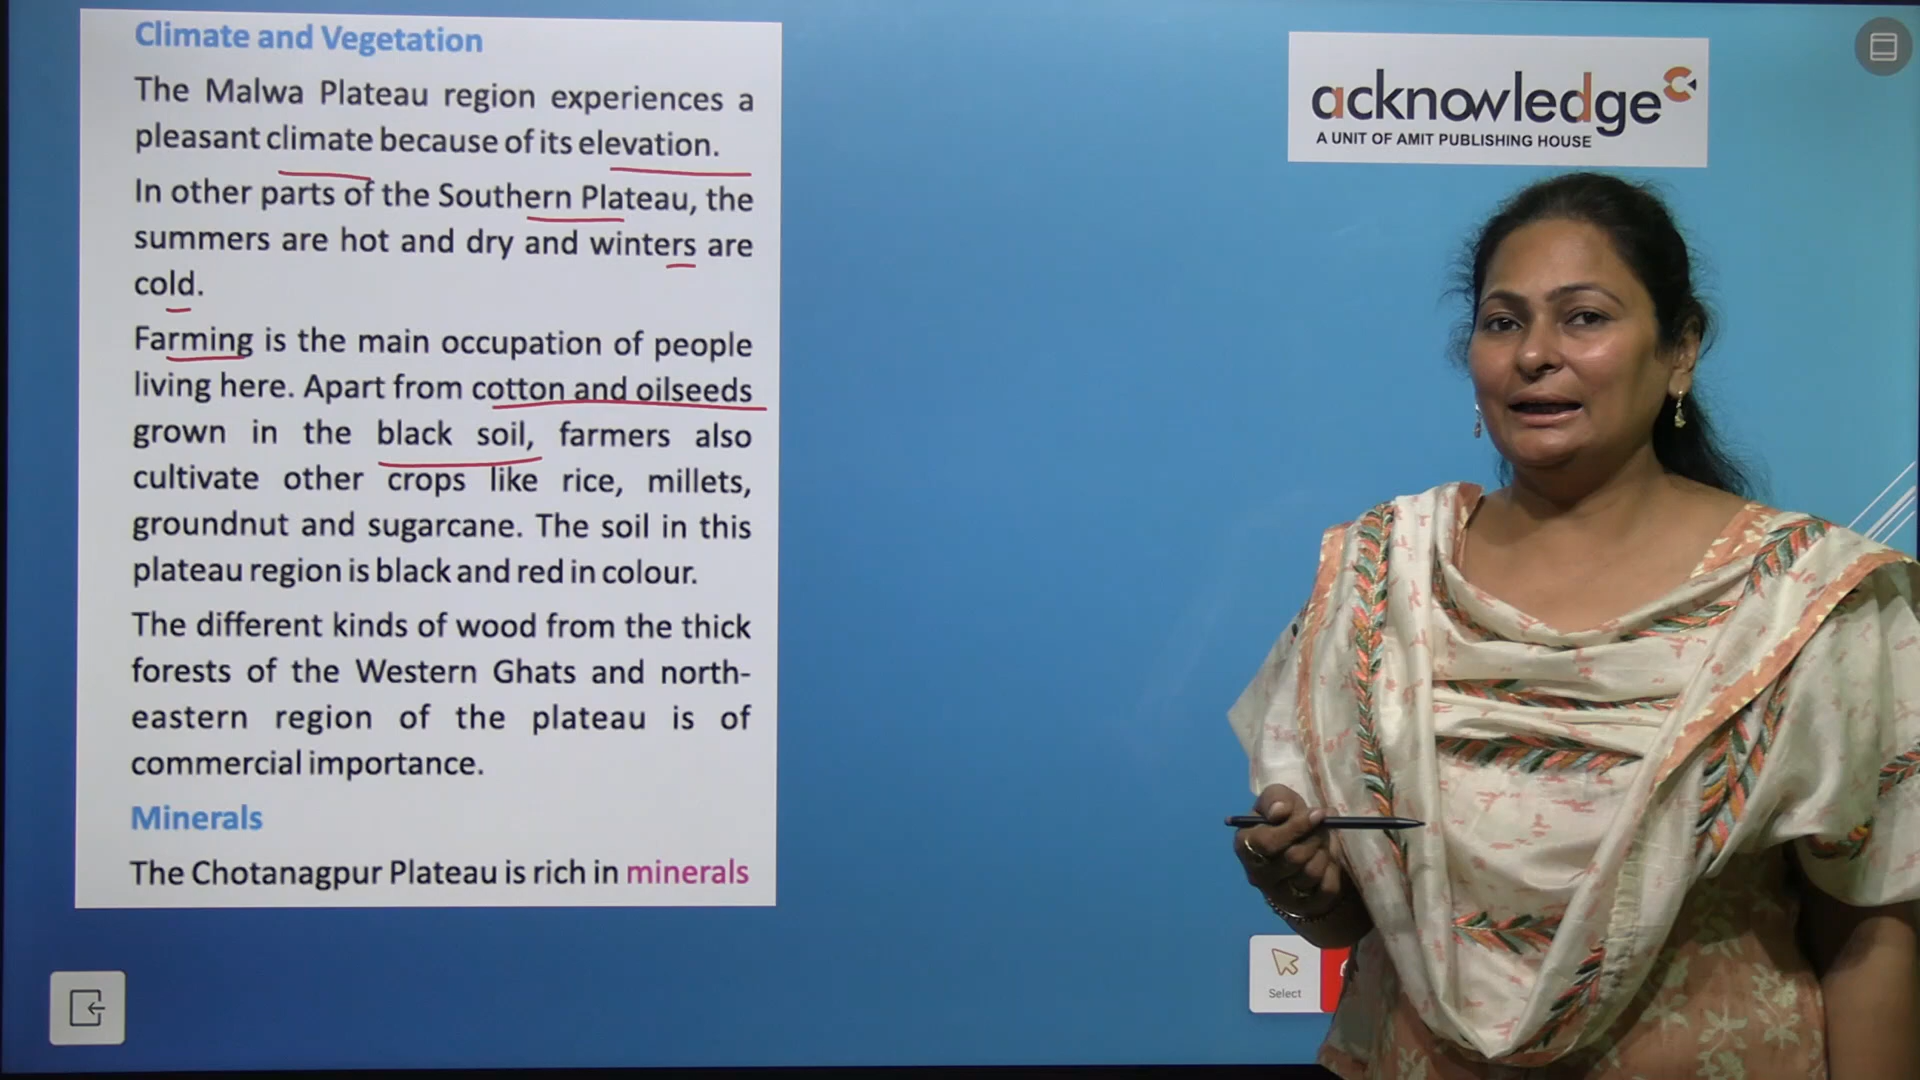 Climate and Vegetation
The Malwa Plateau region experiences a
pleasant climate because of its elevation.
In other parts of the Southern Plateau, the
summers are hot and dry and winters are
cold.
Farming is the main occupation of people
living here. Apart from cotton and oilseeds
grown in the black soil, farmers also
cultivate other crops like rice, millets,
groundnut and sugarcane. The soil in this
plateau region is black and red in colour.
The different kinds of wood from the thick
forests of the Western Ghats and north-
eastern region of the plateau is of
commercial importance.
Minerals
The Chotanagpur Plateau is rich in minerals
acknowledge
A UNIT OF AMIT PUBLISHING HOUSE
Select